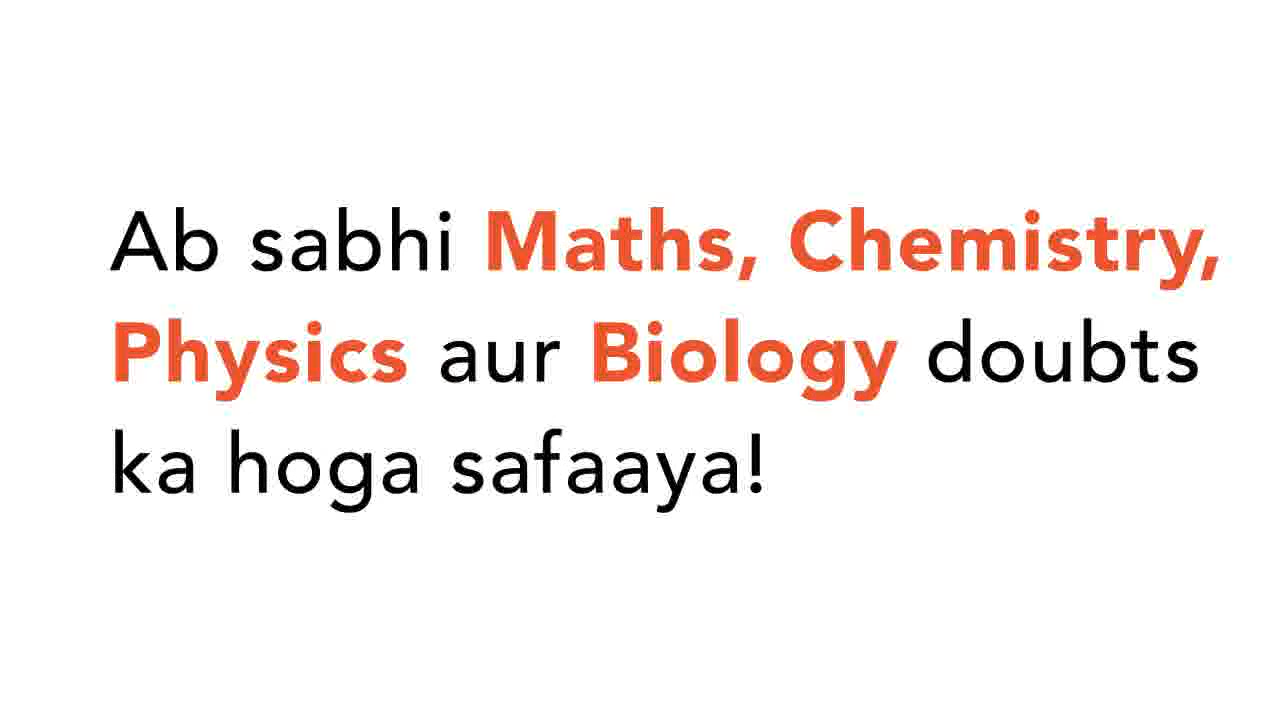 Ab sabhi Maths, Chemistry,
Physics aur Biology doubts
ka hoga safaaya!